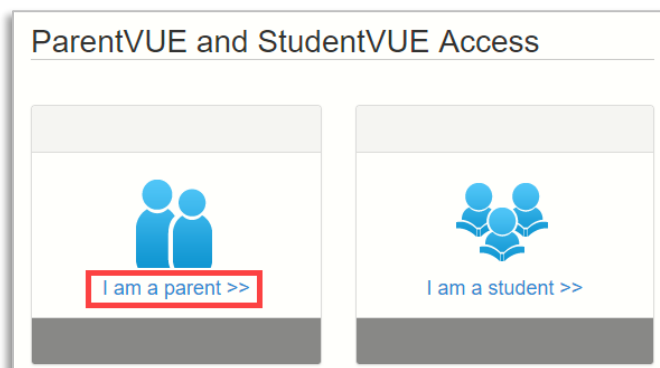 ParentVUE and StudentVUE Access
I am a parent >>
I am a student >>